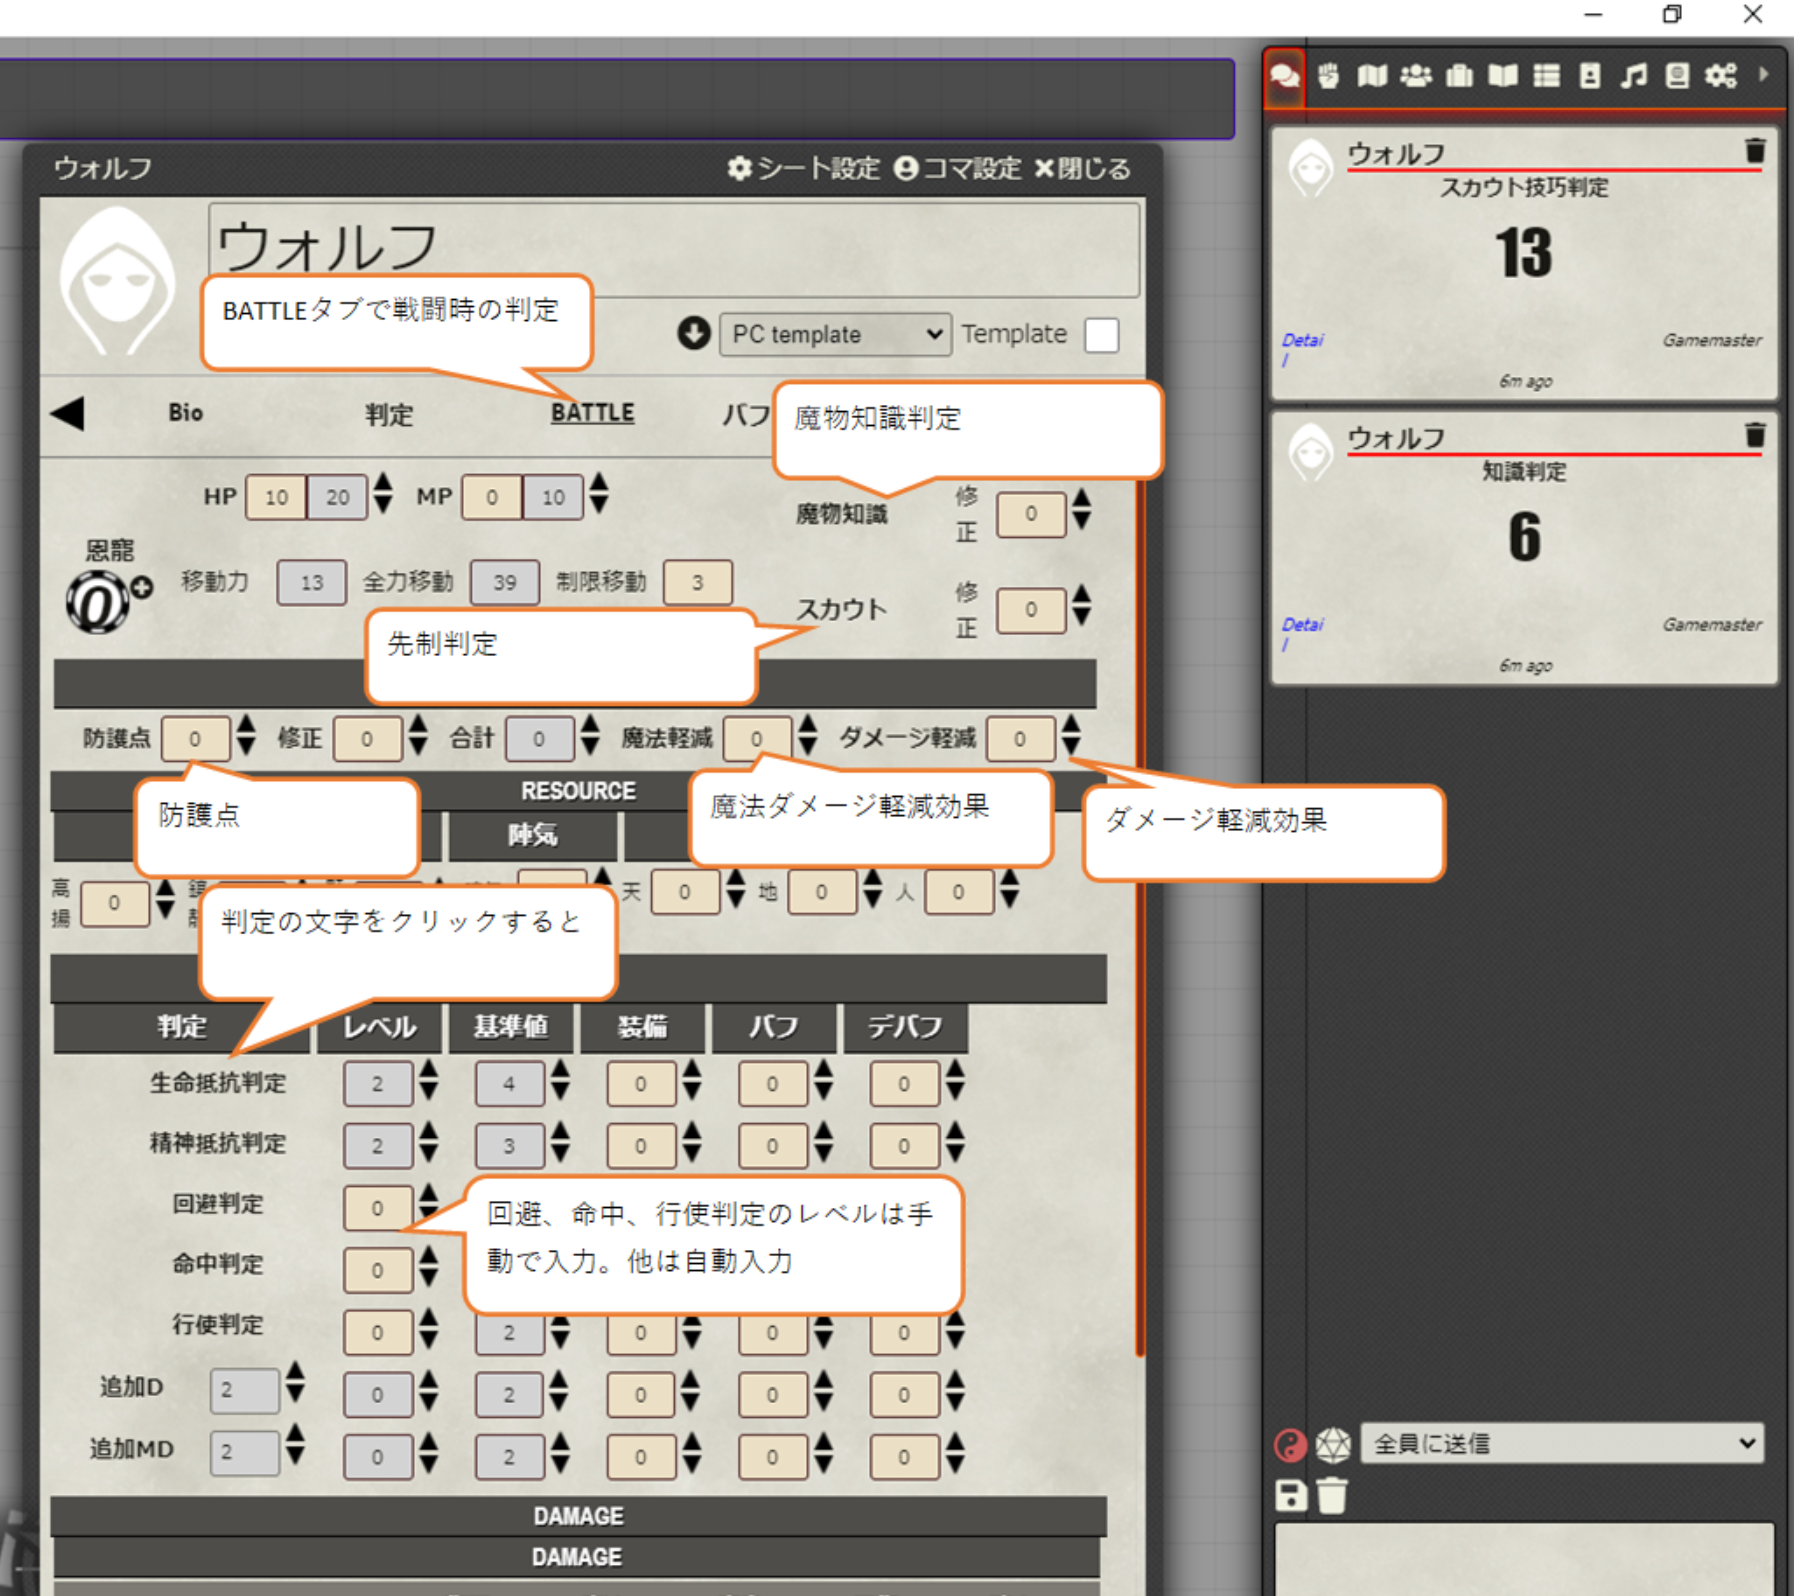 ウォルフ
シート設定 コマ設定 閉じる
ウォルフ
BATTLEタブで戦闘時の判定
PC template Template
Bio 判定 BATTLE バフ
魔物知識判定
HP 10 20 MP 0 10
魔物知識 修正 0
恩寵
0
移動力 13 全力移動 39 制限移動 3
スカウト 修正 0
先制判定
防護点 0 修正 0 合計 0 魔法軽減 0 ダメージ軽減 0
RESOURCE
防護点
魔法ダメージ軽減効果
ダメージ軽減効果
陣気
高揚 0 天 0 地 0 人 0
判定の文字をクリックすると
判定 レベル 基準値 装備 バフ デバフ
生命抵抗判定 2 4 0 0 0
精神抵抗判定 2 3 0 0 0
回避判定 0
回避、命中、行使判定のレベルは手
動で入力。他は自動入力
命中判定 0
行使判定 0 2 0 0 0
追加D 2 0 2 0 0 0
追加MD 2 0 2 0 0 0
DAMAGE
DAMAGE
ウォルフ
スカウト技巧判定
13
Detai
l
Gamemaster
6m ago
ウォルフ
知識判定
6
Detai
l
Gamemaster
6m ago
全員に送信